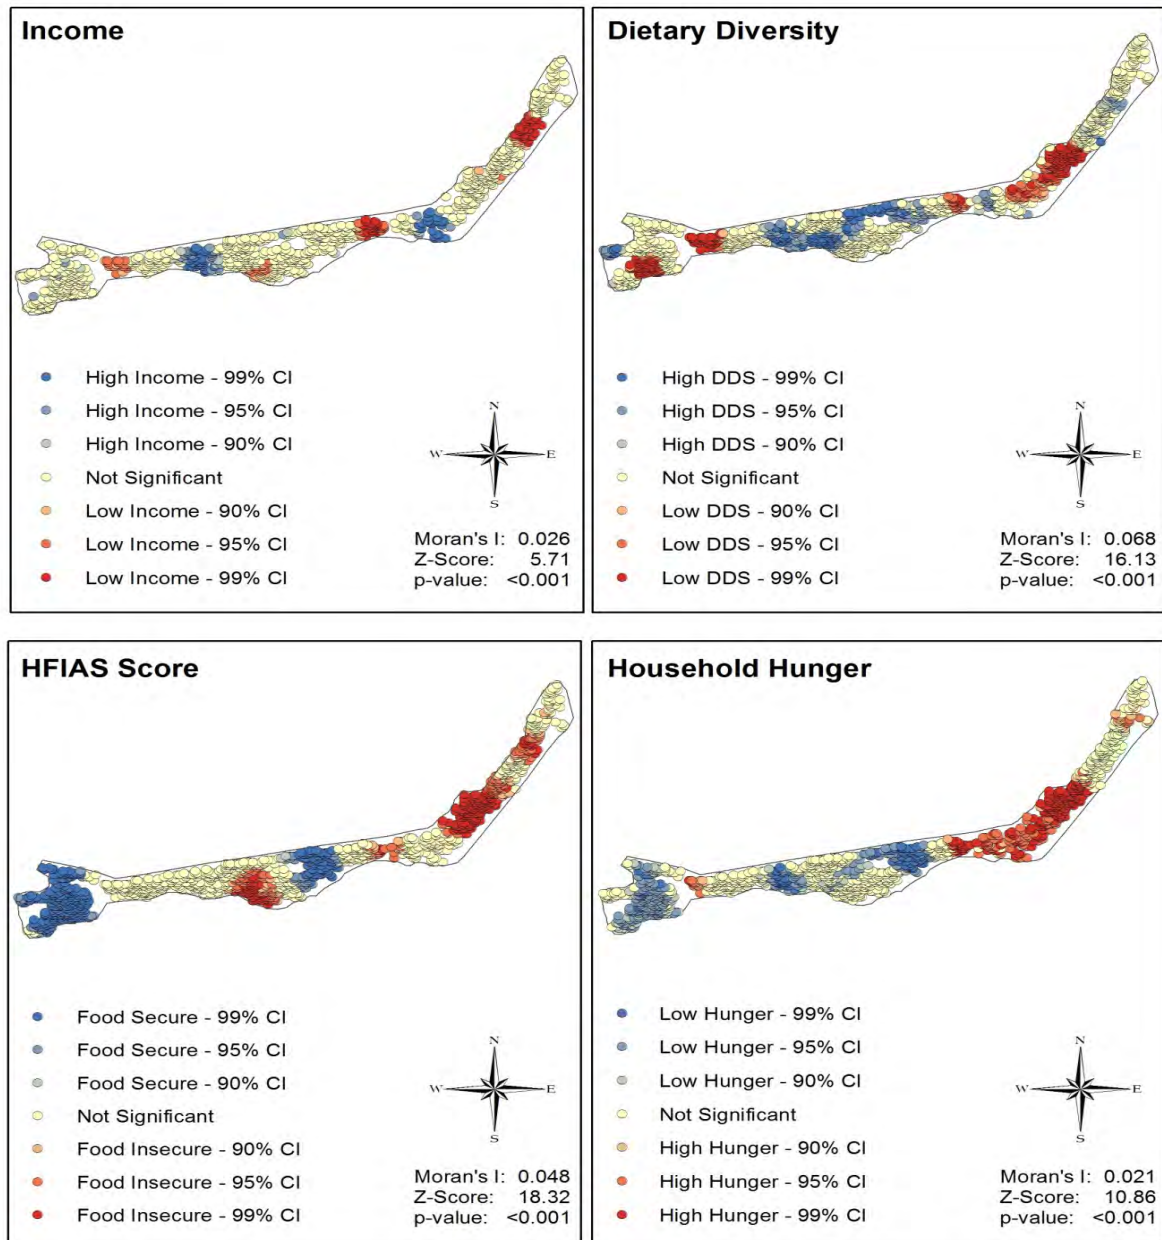 Income
High Income - 99% CI
High Income - 95% CI
High Income - 90% CI
Not Significant
Low Income - 90% CI
Low Income - 95% CI
Low Income - 99% CI
N
W E
S
Moran's I: 0.026
Z-Score: 5.71
p-value: <0.001
Dietary Diversity
High DDS - 99% CI
High DDS - 95% CI
High DDS - 90% CI
Not Significant
Low DDS - 90% CI
Low DDS - 95% CI
Low DDS - 99% CI
N
W E
S
Moran's I: 0.068
Z-Score: 16.13
p-value: <0.001
HFIAS Score
Food Secure - 99% CI
Food Secure - 95% CI
Food Secure - 90% CI
Not Significant
Food Insecure - 90% CI
Food Insecure - 95% CI
Food Insecure - 99% CI
N
W E
S
Moran's I: 0.048
Z-Score: 18.32
p-value: <0.001
Household Hunger
Low Hunger - 99% CI
Low Hunger - 95% CI
Low Hunger - 90% CI
Not Significant
High Hunger - 90% CI
High Hunger - 95% CI
High Hunger - 99% CI
N
W E
S
Moran's I: 0.021
Z-Score: 10.86
p-value: <0.001